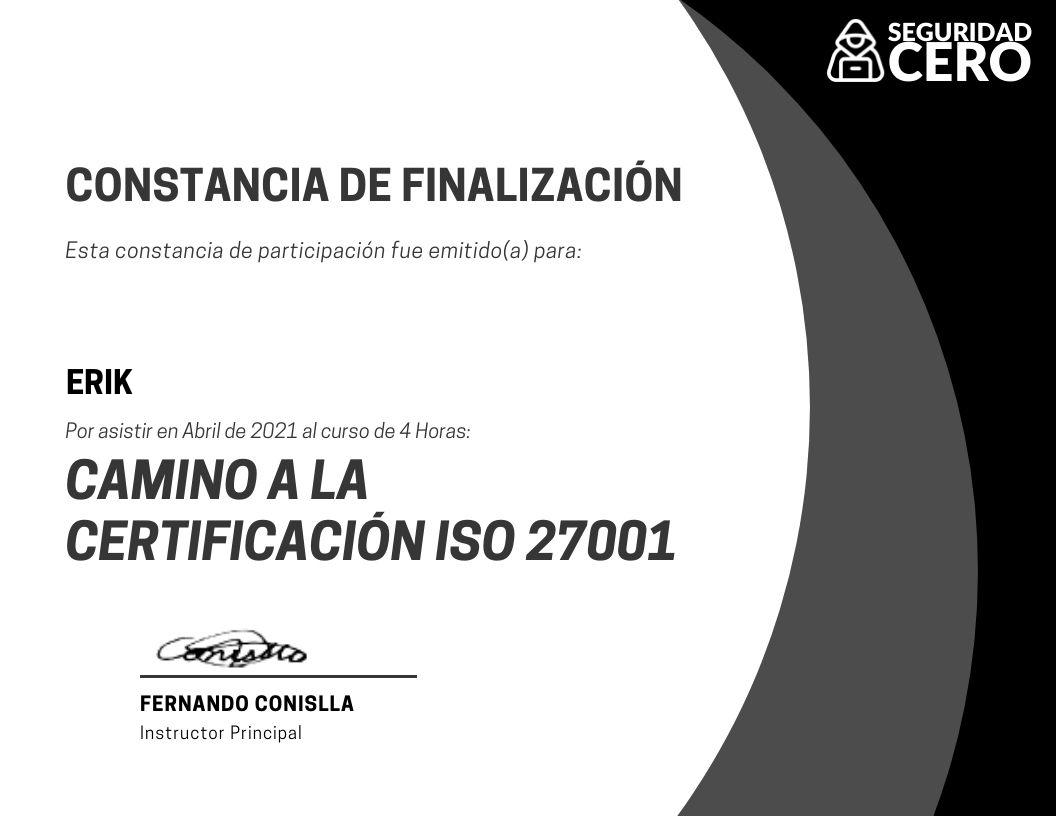 SEGURIDAD
CERO
CONSTANCIA DE FINALIZACIÓN
Esta constancia de participación fue emitido(a) para:
ERIK
Por asistir en Abril de 2021 al curso de 4 Horas:
CAMINO A LA
CERTIFICACIÓN ISO 27001
Conislla
FERNANDO CONISLLA
Instructor Principal